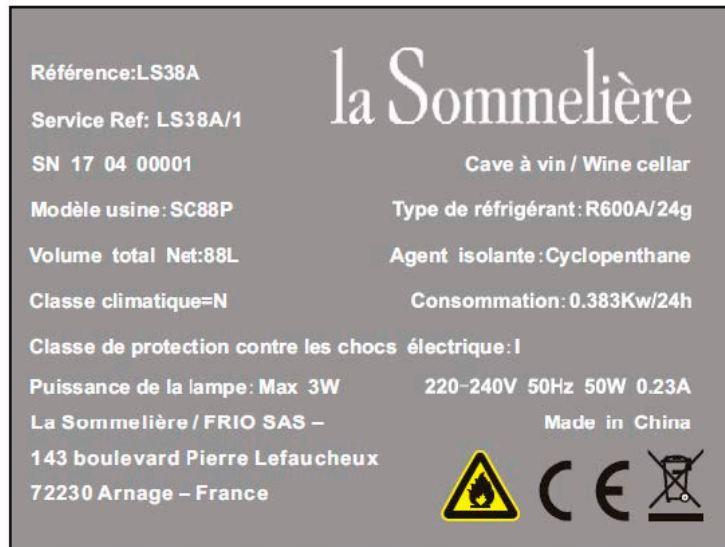 la Sommelière
Référence:LS38A
Service Ref: LS38A/1
SN 17 04 00001
Cave à vin / Wine cellar
Modèle usine:SC88P
Type de réfrigérant:R600A/24g
Volume total Net:88L
Agent isolante:Cyclopenthane
Classe climatique=N
Consommation:0.383Kw/24h
Classe de protection contre les chocs électrique:I
Puissance de la lampe: Max 3W
220-240V 50Hz 50W 0.23A
La Sommelière / FRIO SAS –
Made in China
143 boulevard Pierre Lefaucheux
72230 Arnage – France
CE